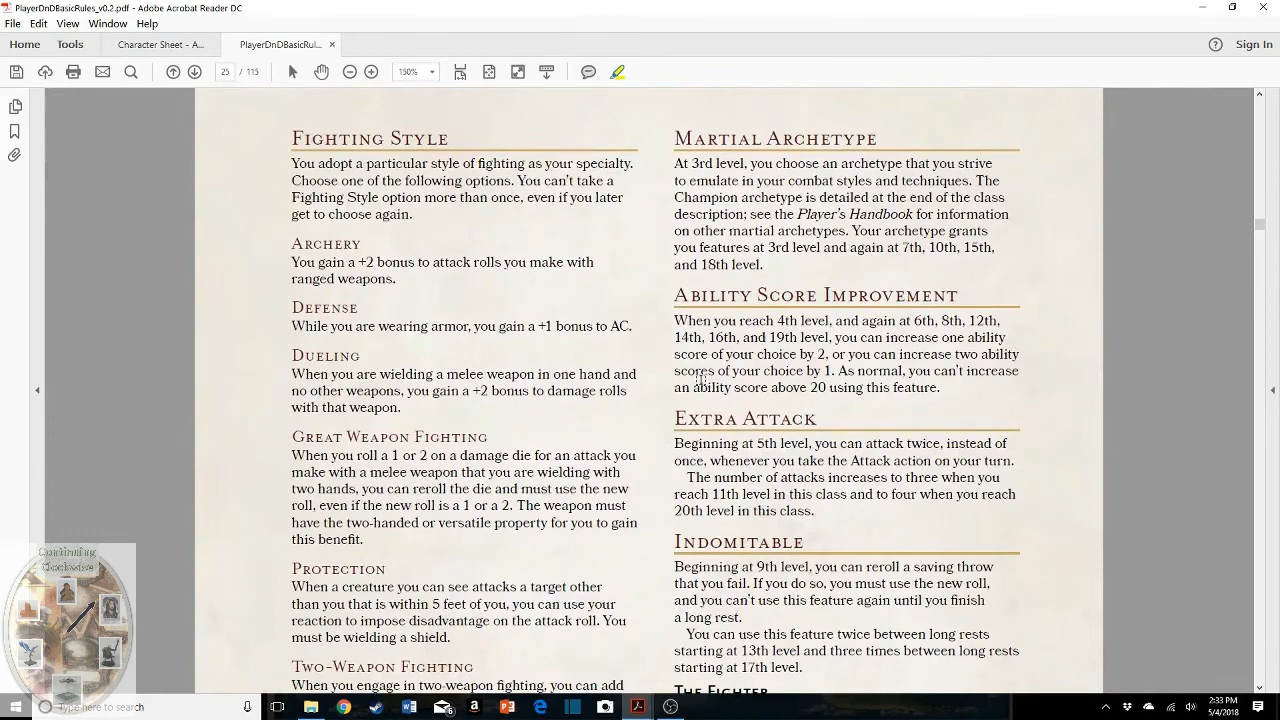 PlayerDnDBasicRules_v0.2.pdf - Adobe Acrobat Reader DC
File Edit View Window Help
Home Tools Character Sheet - A... PlayerDnDBasicRul... ×
25 / 115 150%
Sign In
FIGHTING STYLE
You adopt a particular style of fighting as your specialty.
Choose one of the following options. You can't take a
Fighting Style option more than once, even if you later
get to choose again.
ARCHERY
You gain a +2 bonus to attack rolls you make with
ranged weapons.
DEFENSE
While you are wearing armor, you gain a +1 bonus to AC.
DUELING
When you are wielding a melee weapon in one hand and
no other weapons, you gain a +2 bonus to damage rolls
with that weapon.
GREAT WEAPON FIGHTING
When you roll a 1 or 2 on a damage die for an attack you
make with a melee weapon that you are wielding with
two hands, you can reroll the die and must use the new
roll, even if the new roll is a 1 or a 2. The weapon must
have the two-handed or versatile property for you to gain
this benefit.
PROTECTION
When a creature you can see attacks a target other
than you that is within 5 feet of you, you can use your
reaction to impose disadvantage on the attack roll. You
must be wielding a shield.
TWO-WEAPON FIGHTING
When you engage in two-weapon fighting, you can add
MARTIAL ARCHETYPE
At 3rd level, you choose an archetype that you strive
to emulate in your combat styles and techniques. The
Champion archetype is detailed at the end of the class
description; see the Player's Handbook for information
on other martial archetypes. Your archetype grants
you features at 3rd level and again at 7th, 10th, 15th,
and 18th level.
ABILITY SCORE IMPROVEMENT
When you reach 4th level, and again at 6th, 8th, 12th,
14th, 16th, and 19th level, you can increase one ability
score of your choice by 2, or you can increase two ability
scores of your choice by 1. As normal, you can't increase
an ability score above 20 using this feature.
EXTRA ATTACK
Beginning at 5th level, you can attack twice, instead of
once, whenever you take the Attack action on your turn.
The number of attacks increases to three when you
reach 11th level in this class and to four when you reach
20th level in this class.
INDOMITABLE
Beginning at 9th level, you can reroll a saving throw
that you fail. If you do so, you must use the new roll,
and you can't use this feature again until you finish
a long rest.
You can use this feature twice between long rests
starting at 13th level and three times between long rests
starting at 17th level.
THE FIGHTER
Continuing
Clockwise
Type here to search
2:33 PM
5/4/2018